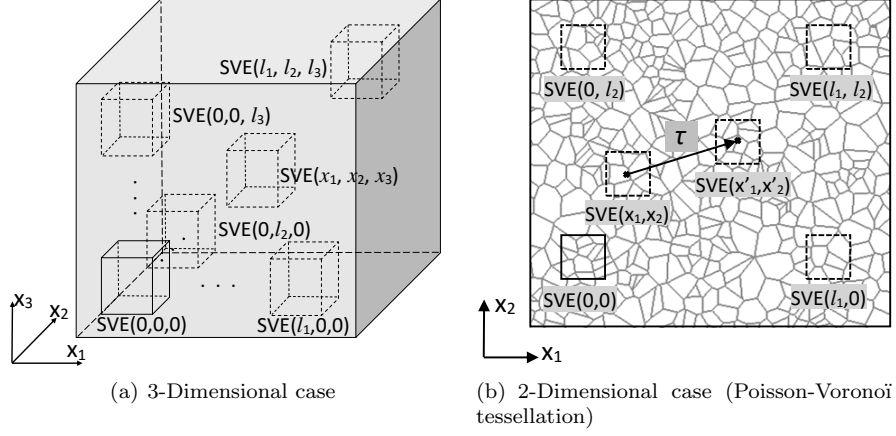 SVE(l₁, l₂, l₃)
SVE(0,0, l₃)
SVE(x₁, x₂, x₃)
SVE(0,l₂,0)
SVE(0,0,0)
SVE(l₁,0,0)
x₃
x₂
x₁
(a) 3-Dimensional case
SVE(0, l₂)
SVE(l₁, l₂)
τ
SVE(x₁,x₂)
SVE(x'₁,x'₂)
SVE(0,0)
SVE(l₁,0)
x₂
x₁
(b) 2-Dimensional case (Poisson-Voronoï
tessellation)